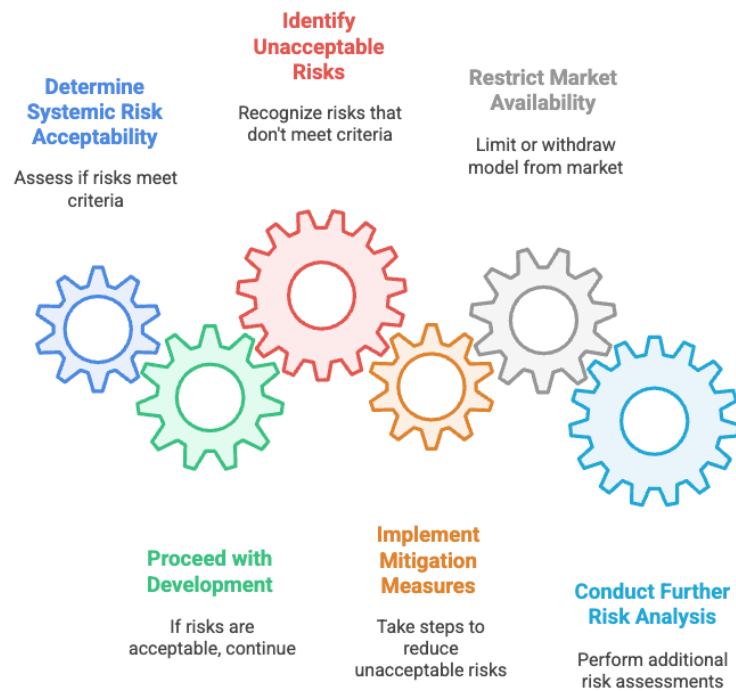 Determine
Systemic Risk
Acceptability
Assess if risks meet
criteria
Identify
Unacceptable
Risks
Recognize risks that
don't meet criteria
Restrict Market
Availability
Limit or withdraw
model from market
Proceed with
Development
If risks are
acceptable, continue
Implement
Mitigation
Measures
Take steps to
reduce
unacceptable risks
Conduct Further
Risk Analysis
Perform additional
risk assessments